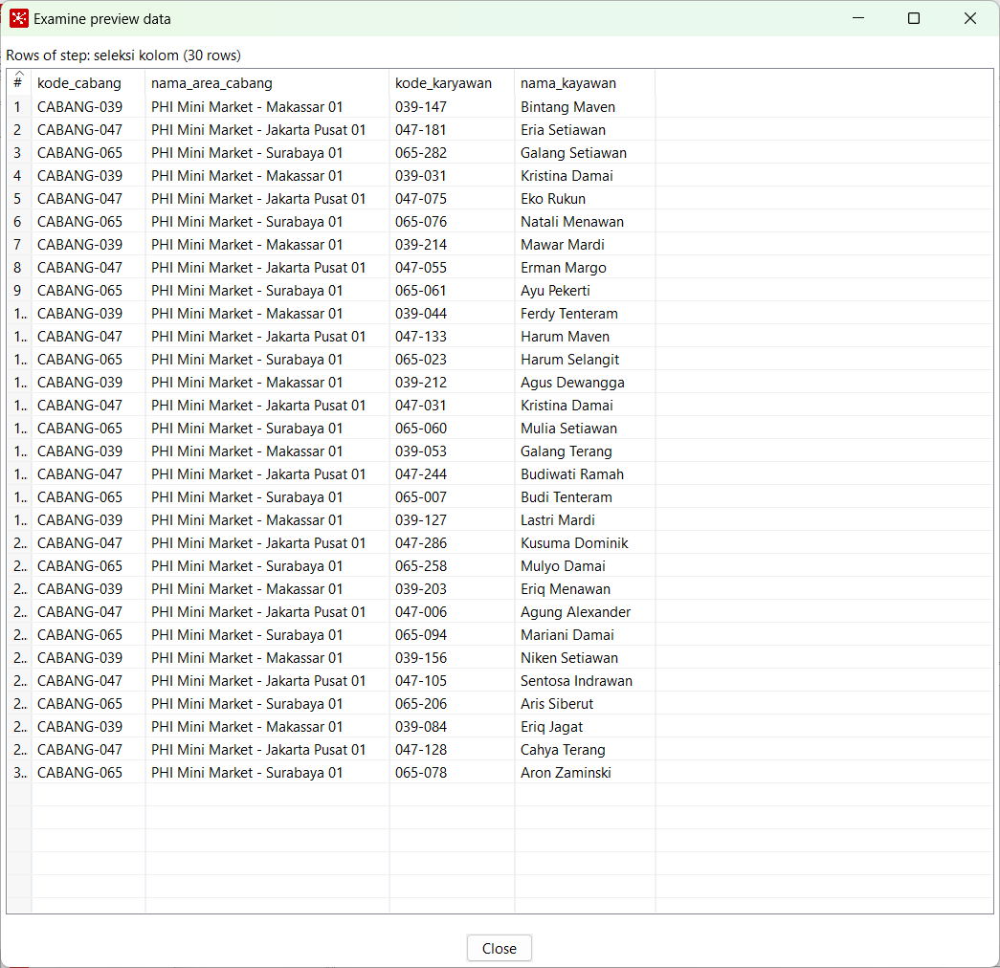 Examine preview data
Rows of step: seleksi kolom (30 rows)
# kode_cabang nama_area_cabang kode_karyawan nama_kayawan
1 CABANG-039 PHI Mini Market - Makassar 01 039-147 Bintang Maven
2 CABANG-047 PHI Mini Market - Jakarta Pusat 01 047-181 Eria Setiawan
3 CABANG-065 PHI Mini Market - Surabaya 01 065-282 Galang Setiawan
4 CABANG-039 PHI Mini Market - Makassar 01 039-031 Kristina Damai
5 CABANG-047 PHI Mini Market - Jakarta Pusat 01 047-075 Eko Rukun
6 CABANG-065 PHI Mini Market - Surabaya 01 065-076 Natali Menawan
7 CABANG-039 PHI Mini Market - Makassar 01 039-214 Mawar Mardi
8 CABANG-047 PHI Mini Market - Jakarta Pusat 01 047-055 Erman Margo
9 CABANG-065 PHI Mini Market - Surabaya 01 065-061 Ayu Pekerti
1.. CABANG-039 PHI Mini Market - Makassar 01 039-044 Ferdy Tenteram
1.. CABANG-047 PHI Mini Market - Jakarta Pusat 01 047-133 Harum Maven
1.. CABANG-065 PHI Mini Market - Surabaya 01 065-023 Harum Selangit
1.. CABANG-039 PHI Mini Market - Makassar 01 039-212 Agus Dewangga
1.. CABANG-047 PHI Mini Market - Jakarta Pusat 01 047-031 Kristina Damai
1.. CABANG-065 PHI Mini Market - Surabaya 01 065-060 Mulia Setiawan
1.. CABANG-039 PHI Mini Market - Makassar 01 039-053 Galang Terang
1.. CABANG-047 PHI Mini Market - Jakarta Pusat 01 047-244 Budiwati Ramah
1.. CABANG-065 PHI Mini Market - Surabaya 01 065-007 Budi Tenteram
1.. CABANG-039 PHI Mini Market - Makassar 01 039-127 Lastri Mardi
2.. CABANG-047 PHI Mini Market - Jakarta Pusat 01 047-286 Kusuma Dominik
2.. CABANG-065 PHI Mini Market - Surabaya 01 065-258 Mulyo Damai
2.. CABANG-039 PHI Mini Market - Makassar 01 039-203 Eriq Menawan
2.. CABANG-047 PHI Mini Market - Jakarta Pusat 01 047-006 Agung Alexander
2.. CABANG-065 PHI Mini Market - Surabaya 01 065-094 Mariani Damai
2.. CABANG-039 PHI Mini Market - Makassar 01 039-156 Niken Setiawan
2.. CABANG-047 PHI Mini Market - Jakarta Pusat 01 047-105 Sentosa Indrawan
2.. CABANG-065 PHI Mini Market - Surabaya 01 065-206 Aris Siberut
2.. CABANG-039 PHI Mini Market - Makassar 01 039-084 Eriq Jagat
2.. CABANG-047 PHI Mini Market - Jakarta Pusat 01 047-128 Cahya Terang
3.. CABANG-065 PHI Mini Market - Surabaya 01 065-078 Aron Zaminski
Close